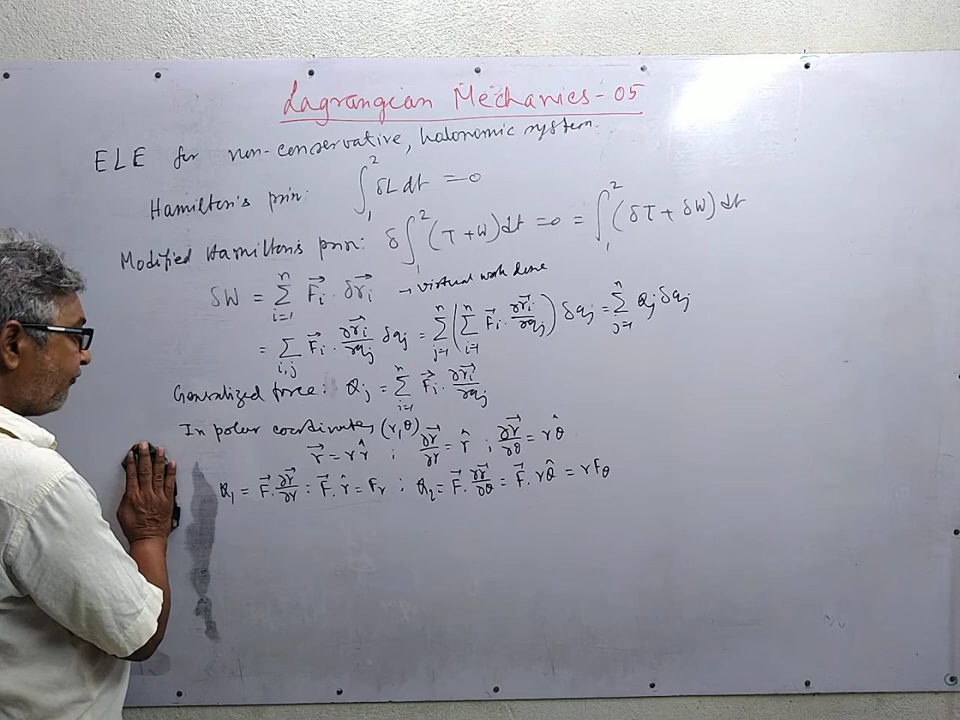 Lagrangian Mechanics - 05
ELE for non-conservative, holonomic system.
Hamilton's prin: ∫₁² δL dt = 0
Modified Hamilton's prin: δ∫₁² (T + W) dt = 0 = ∫₁² (δT + δW) dt
δW = Σᵢ₌₁ⁿ F⃗ᵢ . δr⃗ᵢ → virtual work done
= Σᵢ,ⱼ F⃗ᵢ . ∂r⃗ᵢ/∂qⱼ δqⱼ = Σⱼ₌₁ⁿ (Σᵢ₌₁ⁿ F⃗ᵢ . ∂r⃗ᵢ/∂qⱼ) δqⱼ = Σⱼ₌₁ⁿ Qⱼ δqⱼ
Generalized force: Qⱼ = Σᵢ₌₁ⁿ F⃗ᵢ . ∂r⃗ᵢ/∂qⱼ
In polar coordinates (r, θ)
r⃗ = r r̂ ; ∂r⃗/∂r = r̂ ; ∂r⃗/∂θ = r θ̂
Q₁ = F⃗ . ∂r⃗/∂r = F⃗ . r̂ = Fᵣ ; Q₂ = F⃗ . ∂r⃗/∂θ = F⃗ . r θ̂ = r F_θ